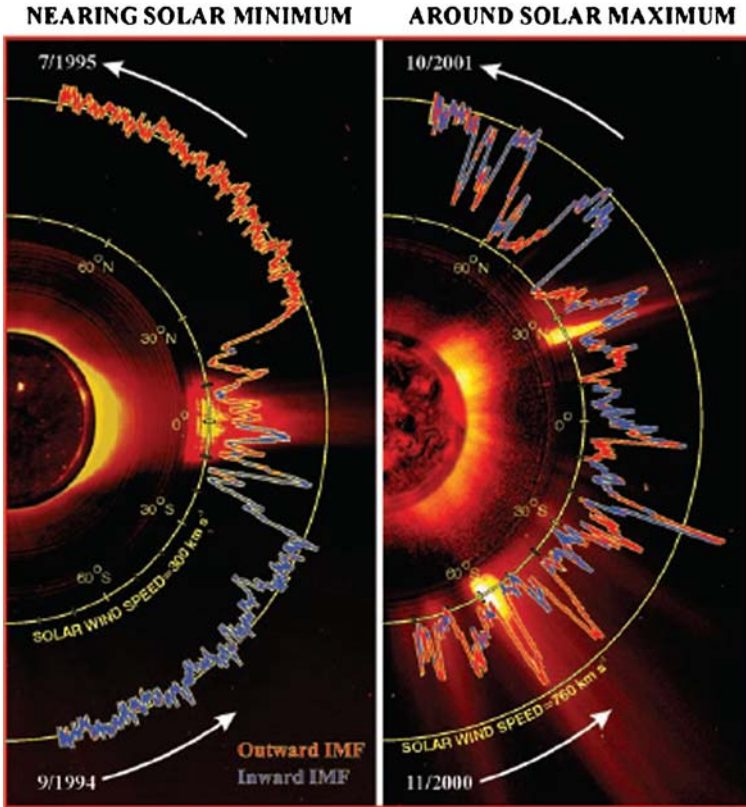 NEARING SOLAR MINIMUM
AROUND SOLAR MAXIMUM
7/1995
60°N
30°N
0°
30°S
60°S
SOLAR WIND SPEED=300 km s⁻¹
Outward IMF
Inward IMF
9/1994
10/2001
60°N
30°N
0°
30°S
60°S
SOLAR WIND SPEED=760 km s⁻¹
11/2000